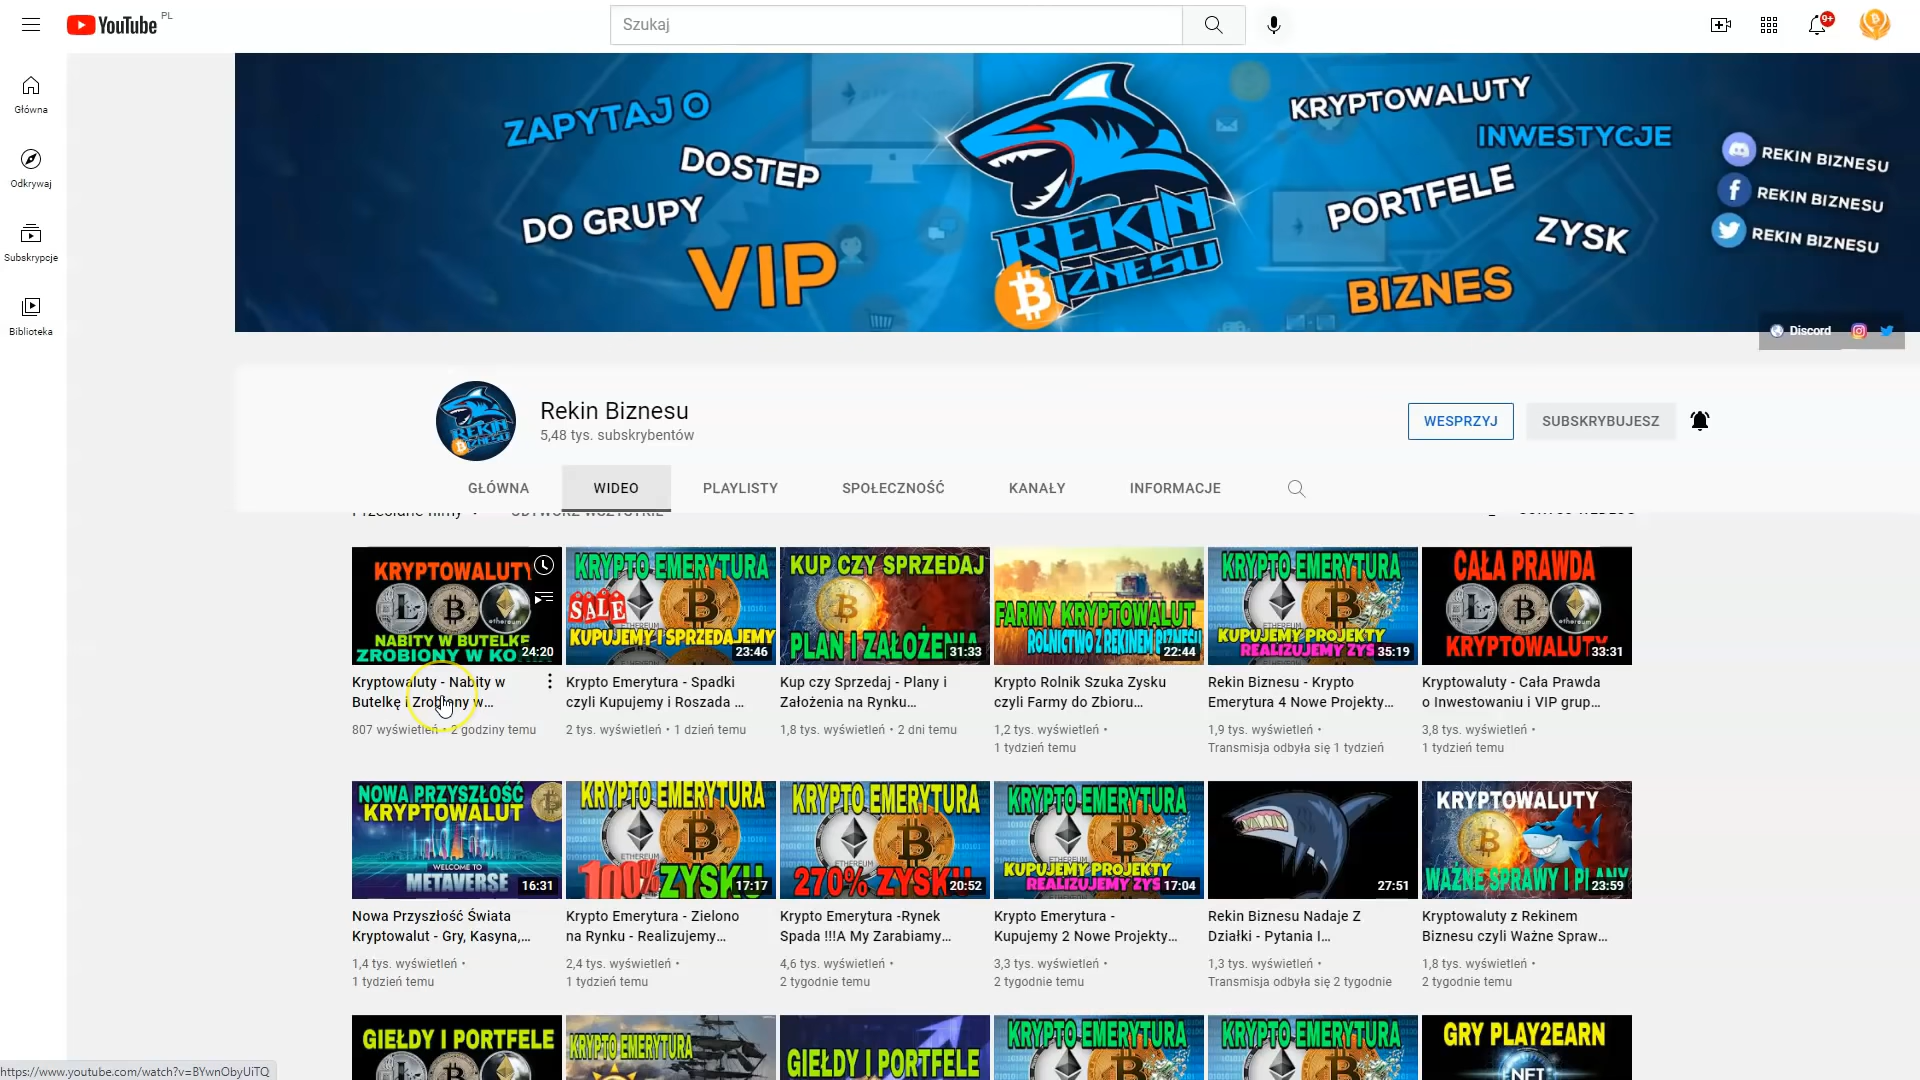 YouTube PL
Szukaj
9+
Główna
Odkrywaj
Subskrypcje
Biblioteka
ZAPYTAJ O
DOSTEP
DO GRUPY
VIP
REKIN
BIZNESU
KRYPTOWALUTY
INWESTYCJE
PORTFELE
ZYSK
BIZNES
REKIN BIZNESU
REKIN BIZNESU
REKIN BIZNESU
Discord
REKIN
Rekin Biznesu
5,48 tys. subskrybentów
WESPRZYJ
SUBSKRYBUJESZ
GŁÓWNA
WIDEO
PLAYLISTY
SPOŁECZNOŚĆ
KANAŁY
INFORMACJE
KRYPTOWALUTY
ethereum
NABITY W BUTELKE
ZROBIONY W KO
24:20
Kryptowaluty - Nabity w
Butelkę i Zrobiony w...
807 wyświetleń • 2 godziny temu
KRYPTO EMERYTURA
SALE
KUPUJEMY I SPRZEDAJEMY
23:46
Krypto Emerytura - Spadki
czyli Kupujemy i Roszada ...
2 tys. wyświetleń • 1 dzień temu
KUP CZY SPRZEDAJ
PLAN I ZAŁOŻENIA
31:33
Kup czy Sprzedaj - Plany i
Założenia na Rynku...
1,8 tys. wyświetleń • 2 dni temu
FARMY KRYPTOWALUT
ROLNICTWO Z REKINEM BIZNESU
22:44
Krypto Rolnik Szuka Zysku
czyli Farmy do Zbioru...
1,2 tys. wyświetleń •
1 tydzień temu
KRYPTO EMERYTURA
KUPUJEMY PROJEKTY
REALIZUJEMY ZYS
35:19
Rekin Biznesu - Krypto
Emerytura 4 Nowe Projekty...
1,9 tys. wyświetleń •
Transmisja odbyła się 1 tydzień
CAŁA PRAWDA
ethereum
KRYPTOWALUTY
33:31
Kryptowaluty - Cała Prawda
o Inwestowaniu i VIP grup...
3,8 tys. wyświetleń •
1 tydzień temu
NOWA PRZYSZŁOŚĆ
KRYPTOWALUT
WELCOME TO
METAVERSE
16:31
Nowa Przyszłość Świata
Kryptowalut - Gry, Kasyna,...
1,4 tys. wyświetleń •
1 tydzień temu
KRYPTO EMERYTURA
ETHEREUM
100% ZYSKU
17:17
Krypto Emerytura - Zielono
na Rynku - Realizujemy...
2,4 tys. wyświetleń •
1 tydzień temu
KRYPTO EMERYTURA
ETHEREUM
270% ZYSKU
20:52
Krypto Emerytura -Rynek
Spada !!!A My Zarabiamy...
4,6 tys. wyświetleń •
2 tygodnie temu
KRYPTO EMERYTURA
KUPUJEMY PROJEKTY
REALIZUJEMY ZYS
17:04
Krypto Emerytura -
Kupujemy 2 Nowe Projekty...
3,3 tys. wyświetleń •
2 tygodnie temu
27:51
Rekin Biznesu Nadaje Z
Działki - Pytania I...
1,3 tys. wyświetleń •
Transmisja odbyła się 2 tygodnie
KRYPTOWALUTY
WAŻNE SPRAWY I PLANY
23:59
Kryptowaluty z Rekinem
Biznesu czyli Ważne Spraw...
1,8 tys. wyświetleń •
2 tygodnie temu
GIEŁDY I PORTFELE
KRYPTO EMERYTURA
GIEŁDY I PORTFELE
KRYPTO EMERYTURA
KRYPTO EMERYTURA
GRY PLAY2EARN
NFT
https://www.youtube.com/watch?v=BYwnObyUiTQ